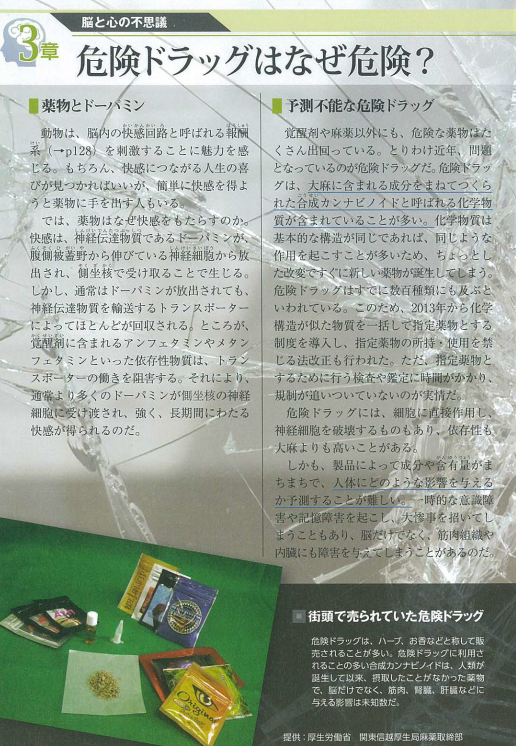 脳と心の不思議
3章
危険ドラッグはなぜ危険？
薬物とドーパミン
動物は、脳内の快感回路と呼ばれる報酬
系（→p128）を刺激することに魅力を感
じる。もちろん、快感につながる人生の喜
びが見つかればいいが、簡単に快感を得よ
うと薬物に手を出す人もいる。
では、薬物はなぜ快感をもたらすのか。
快感は、神経伝達物質であるドーパミンが、
腹側被蓋野から伸びている神経細胞から放
出され、側坐核で受け取ることで生じる。
しかし、通常はドーパミンが放出されても、
神経伝達物質を輸送するトランスポーター
によってほとんどが回収される。ところが、
覚醒剤に含まれるアンフェタミンやメタン
フェタミンといった依存性物質は、トラン
スポーターの働きを阻害する。それにより、
通常より多くのドーパミンが側坐核の神経
細胞に受け渡され、強く、長期間にわたる
快感が得られるのだ。
予測不能な危険ドラッグ
覚醒剤や麻薬以外にも、危険な薬物はた
くさん出回っている。とりわけ近年、問題
となっているのが危険ドラッグだ。危険ドラッ
グは、大麻に含まれる成分をまねてつくら
れた合成カンナビノイドと呼ばれる化学物
質が含まれていることが多い。化学物質は
基本的な構造が同じであれば、同じような
作用を起こすことが多いため、ちょっとし
た改変ですぐに新しい薬物が誕生してしまう。
危険ドラッグはすでに数百種類にも及ぶと
いわれている。このため、2013年から化学
構造が似た物質を一括して指定薬物とする
制度を導入し、指定薬物の所持・使用を禁
じる法改正も行われた。ただ、指定薬物と
するために行う検査や鑑定に時間がかかり、
規制が追いついていないのが実情だ。
危険ドラッグには、細胞に直接作用し、
神経細胞を破壊するものもあり、依存性も
大麻よりも高いことがある。
しかも、製品によって成分や含有量がま
ちまちで、人体にどのような影響を与える
か予測することが難しい。一時的な意識障
害や記憶障害を起こし、大惨事を招いてし
まうこともあり、脳だけでなく、筋肉組織や
内臓にも障害を与えてしまうことがあるのだ。
街頭で売られていた危険ドラッグ
危険ドラッグは、ハーブ、お香などと称して販
売されることが多い。危険ドラッグに利用さ
れることの多い合成カンナビノイドは、人類が
誕生して以来、摂取したことがなかった薬物
で、脳だけでなく、筋肉、腎臓、肝臓などに
与える影響は未知数だ。
提供：厚生労働省 関東信越厚生局麻薬取締部
Original